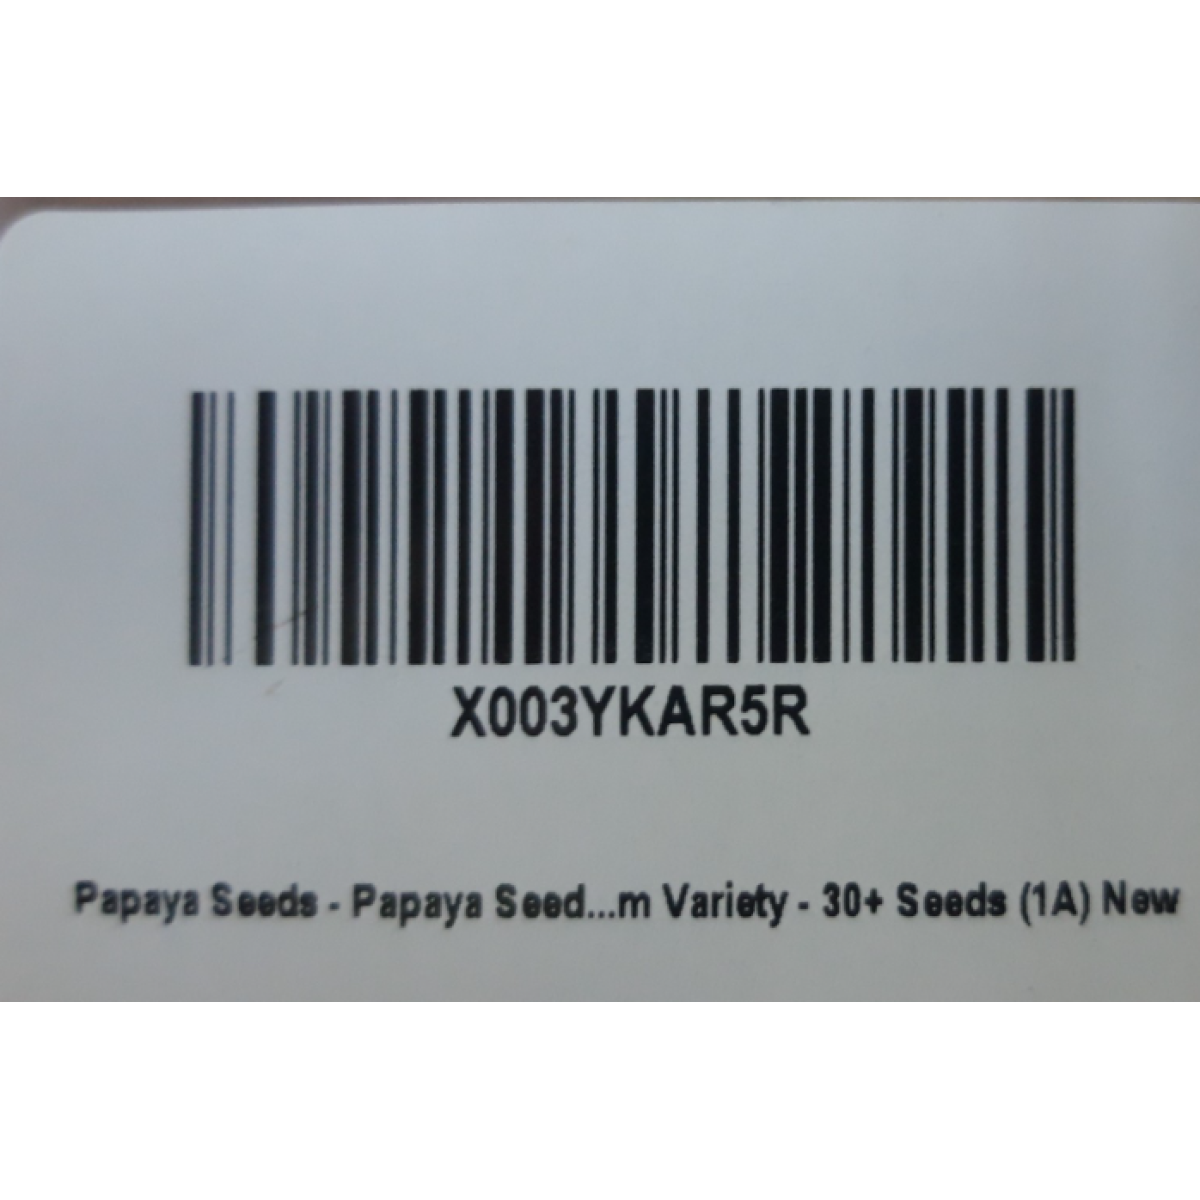 X003YKAR5R
Papaya Seeds - Papaya Seed...m Variety - 30+ Seeds (1A) New